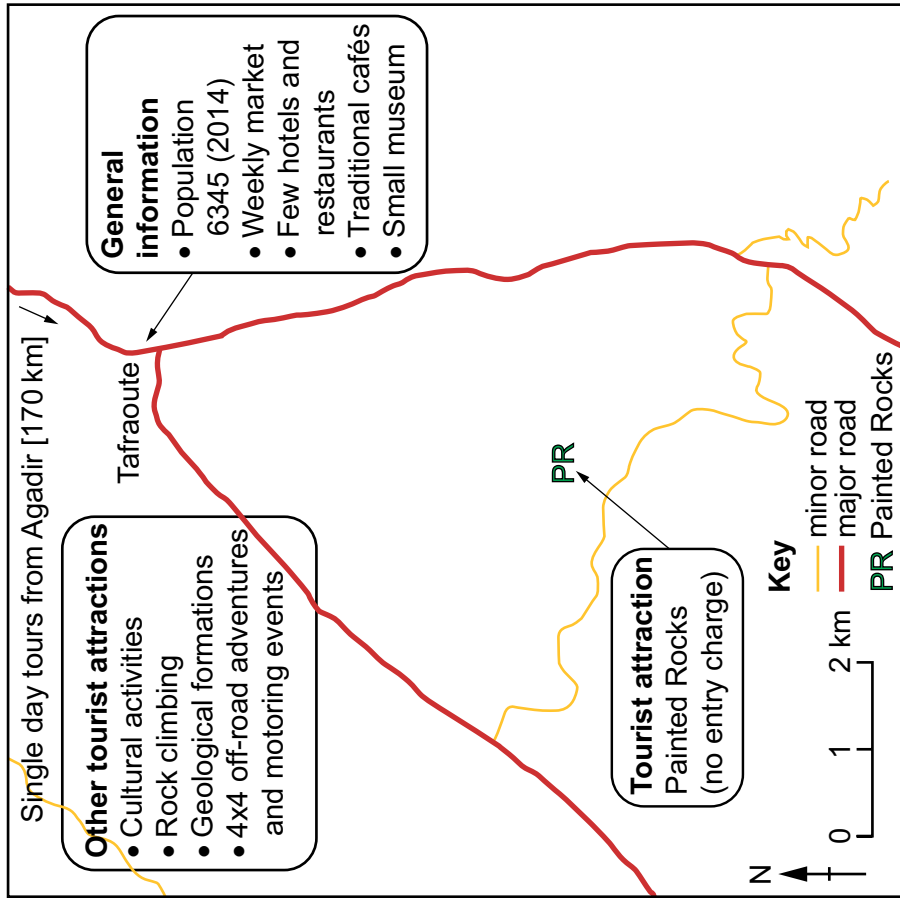 Single day tours from Agadir [170 km]
Other tourist attractions
• Cultural activities
• Rock climbing
• Geological formations
• 4x4 off-road adventures
and motoring events
Tafraoute
General
information
• Population
6345 (2014)
• Weekly market
• Few hotels and
restaurants
• Traditional cafés
• Small museum
PR
Tourist attraction
Painted Rocks
(no entry charge)
N
0 1 2 km
Key
minor road
major road
PR Painted Rocks